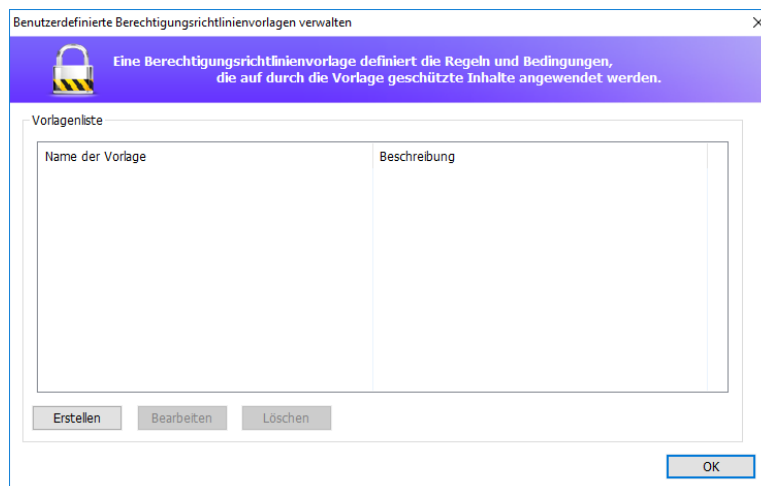 Benutzerdefinierte Berechtigungsrichtlinienvorlagen verwalten
Eine Berechtigungsrichtlinienvorlage definiert die Regeln und Bedingungen,
die auf durch die Vorlage geschützte Inhalte angewendet werden.
Vorlagenliste
Name der Vorlage Beschreibung
Erstellen Bearbeiten Löschen
OK